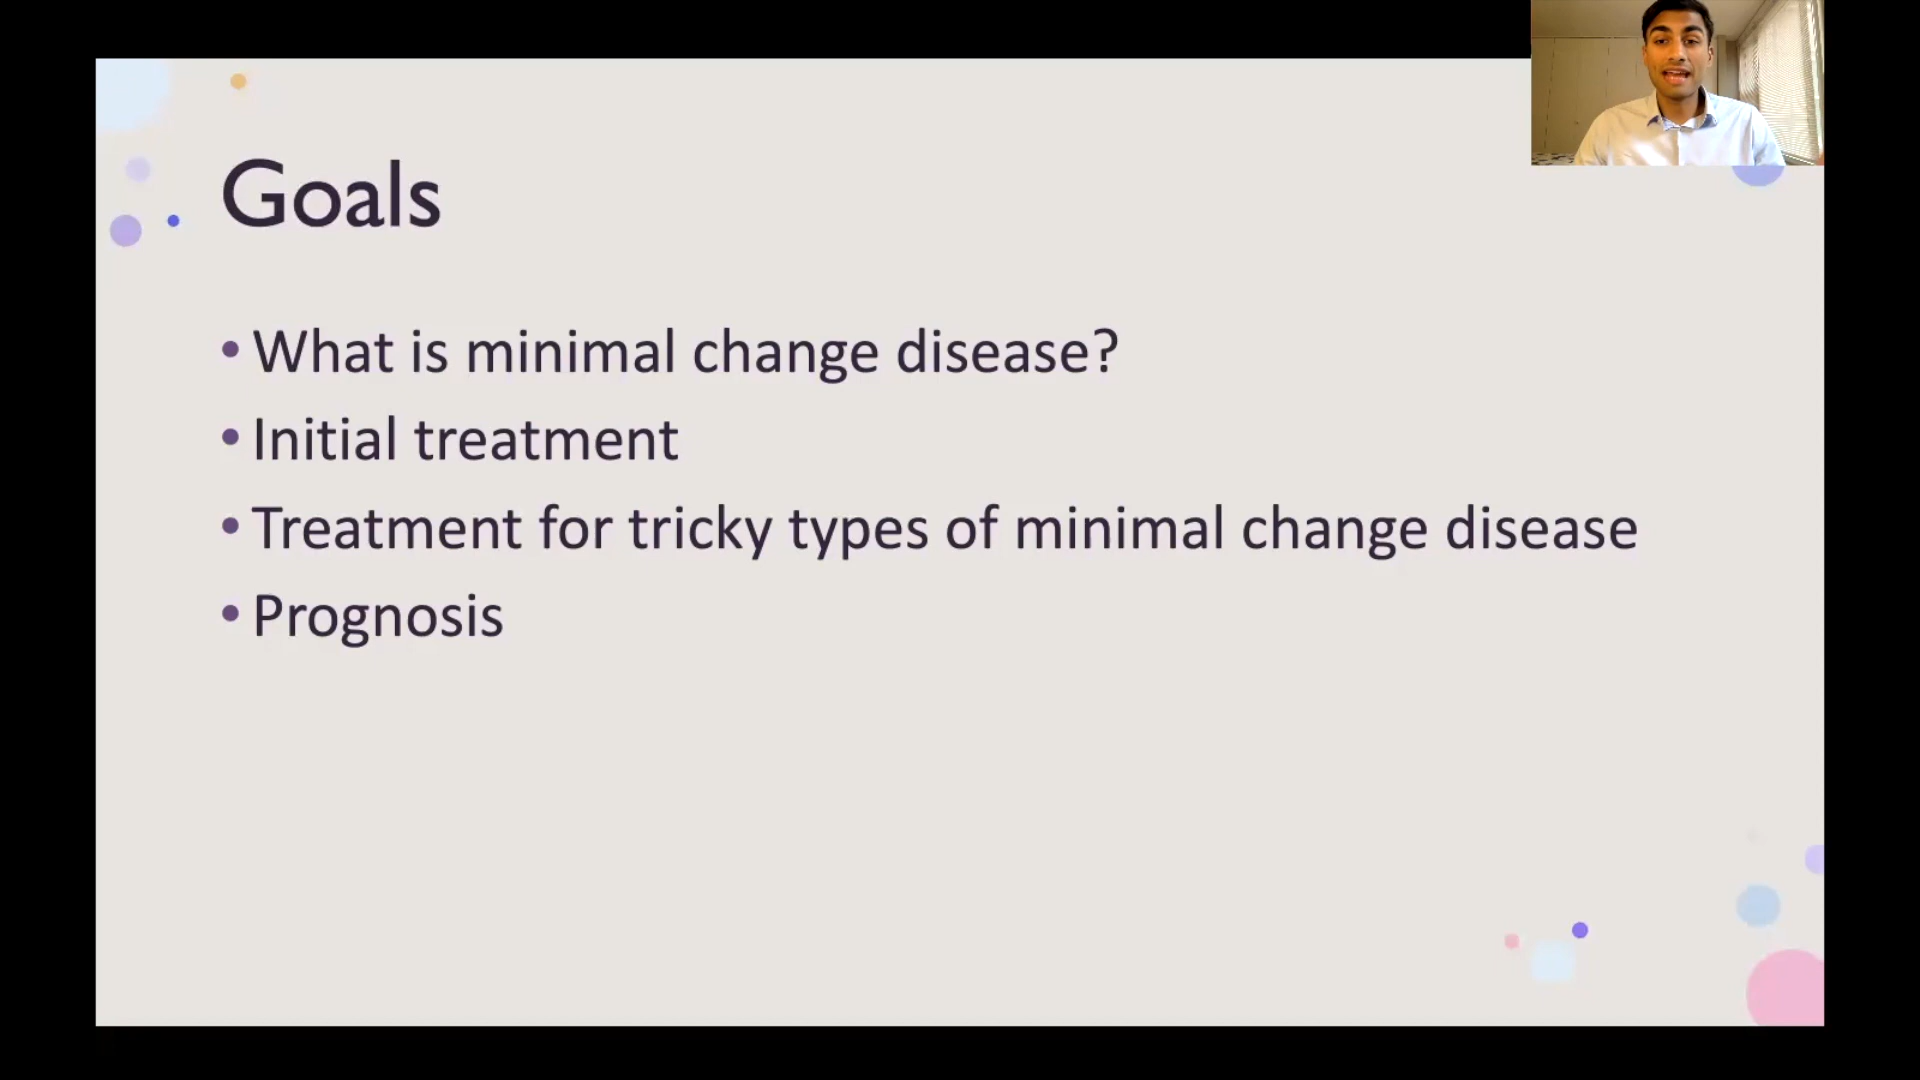 Goals
• What is minimal change disease?
• Initial treatment
• Treatment for tricky types of minimal change disease
• Prognosis